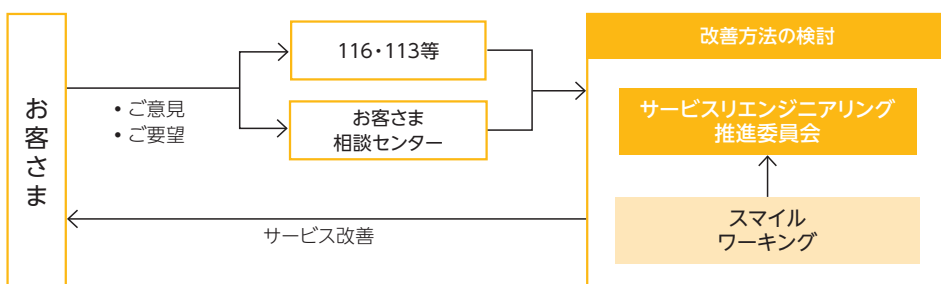 お客さま
・ご意見
・ご要望
116・113等
お客さま
相談センター
改善方法の検討
サービスリエンジニアリング
推進委員会
スマイル
ワーキング
サービス改善